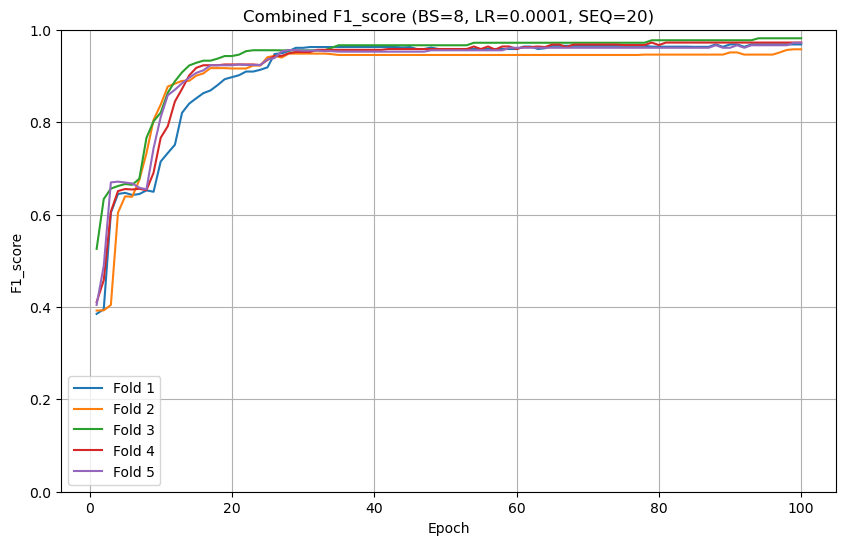 Combined F1_score (BS=8, LR=0.0001, SEQ=20)
1.0
0.8
0.6
0.4
0.2
0.0
F1_score
Fold 1
Fold 2
Fold 3
Fold 4
Fold 5
0 20 40 60 80 100
Epoch